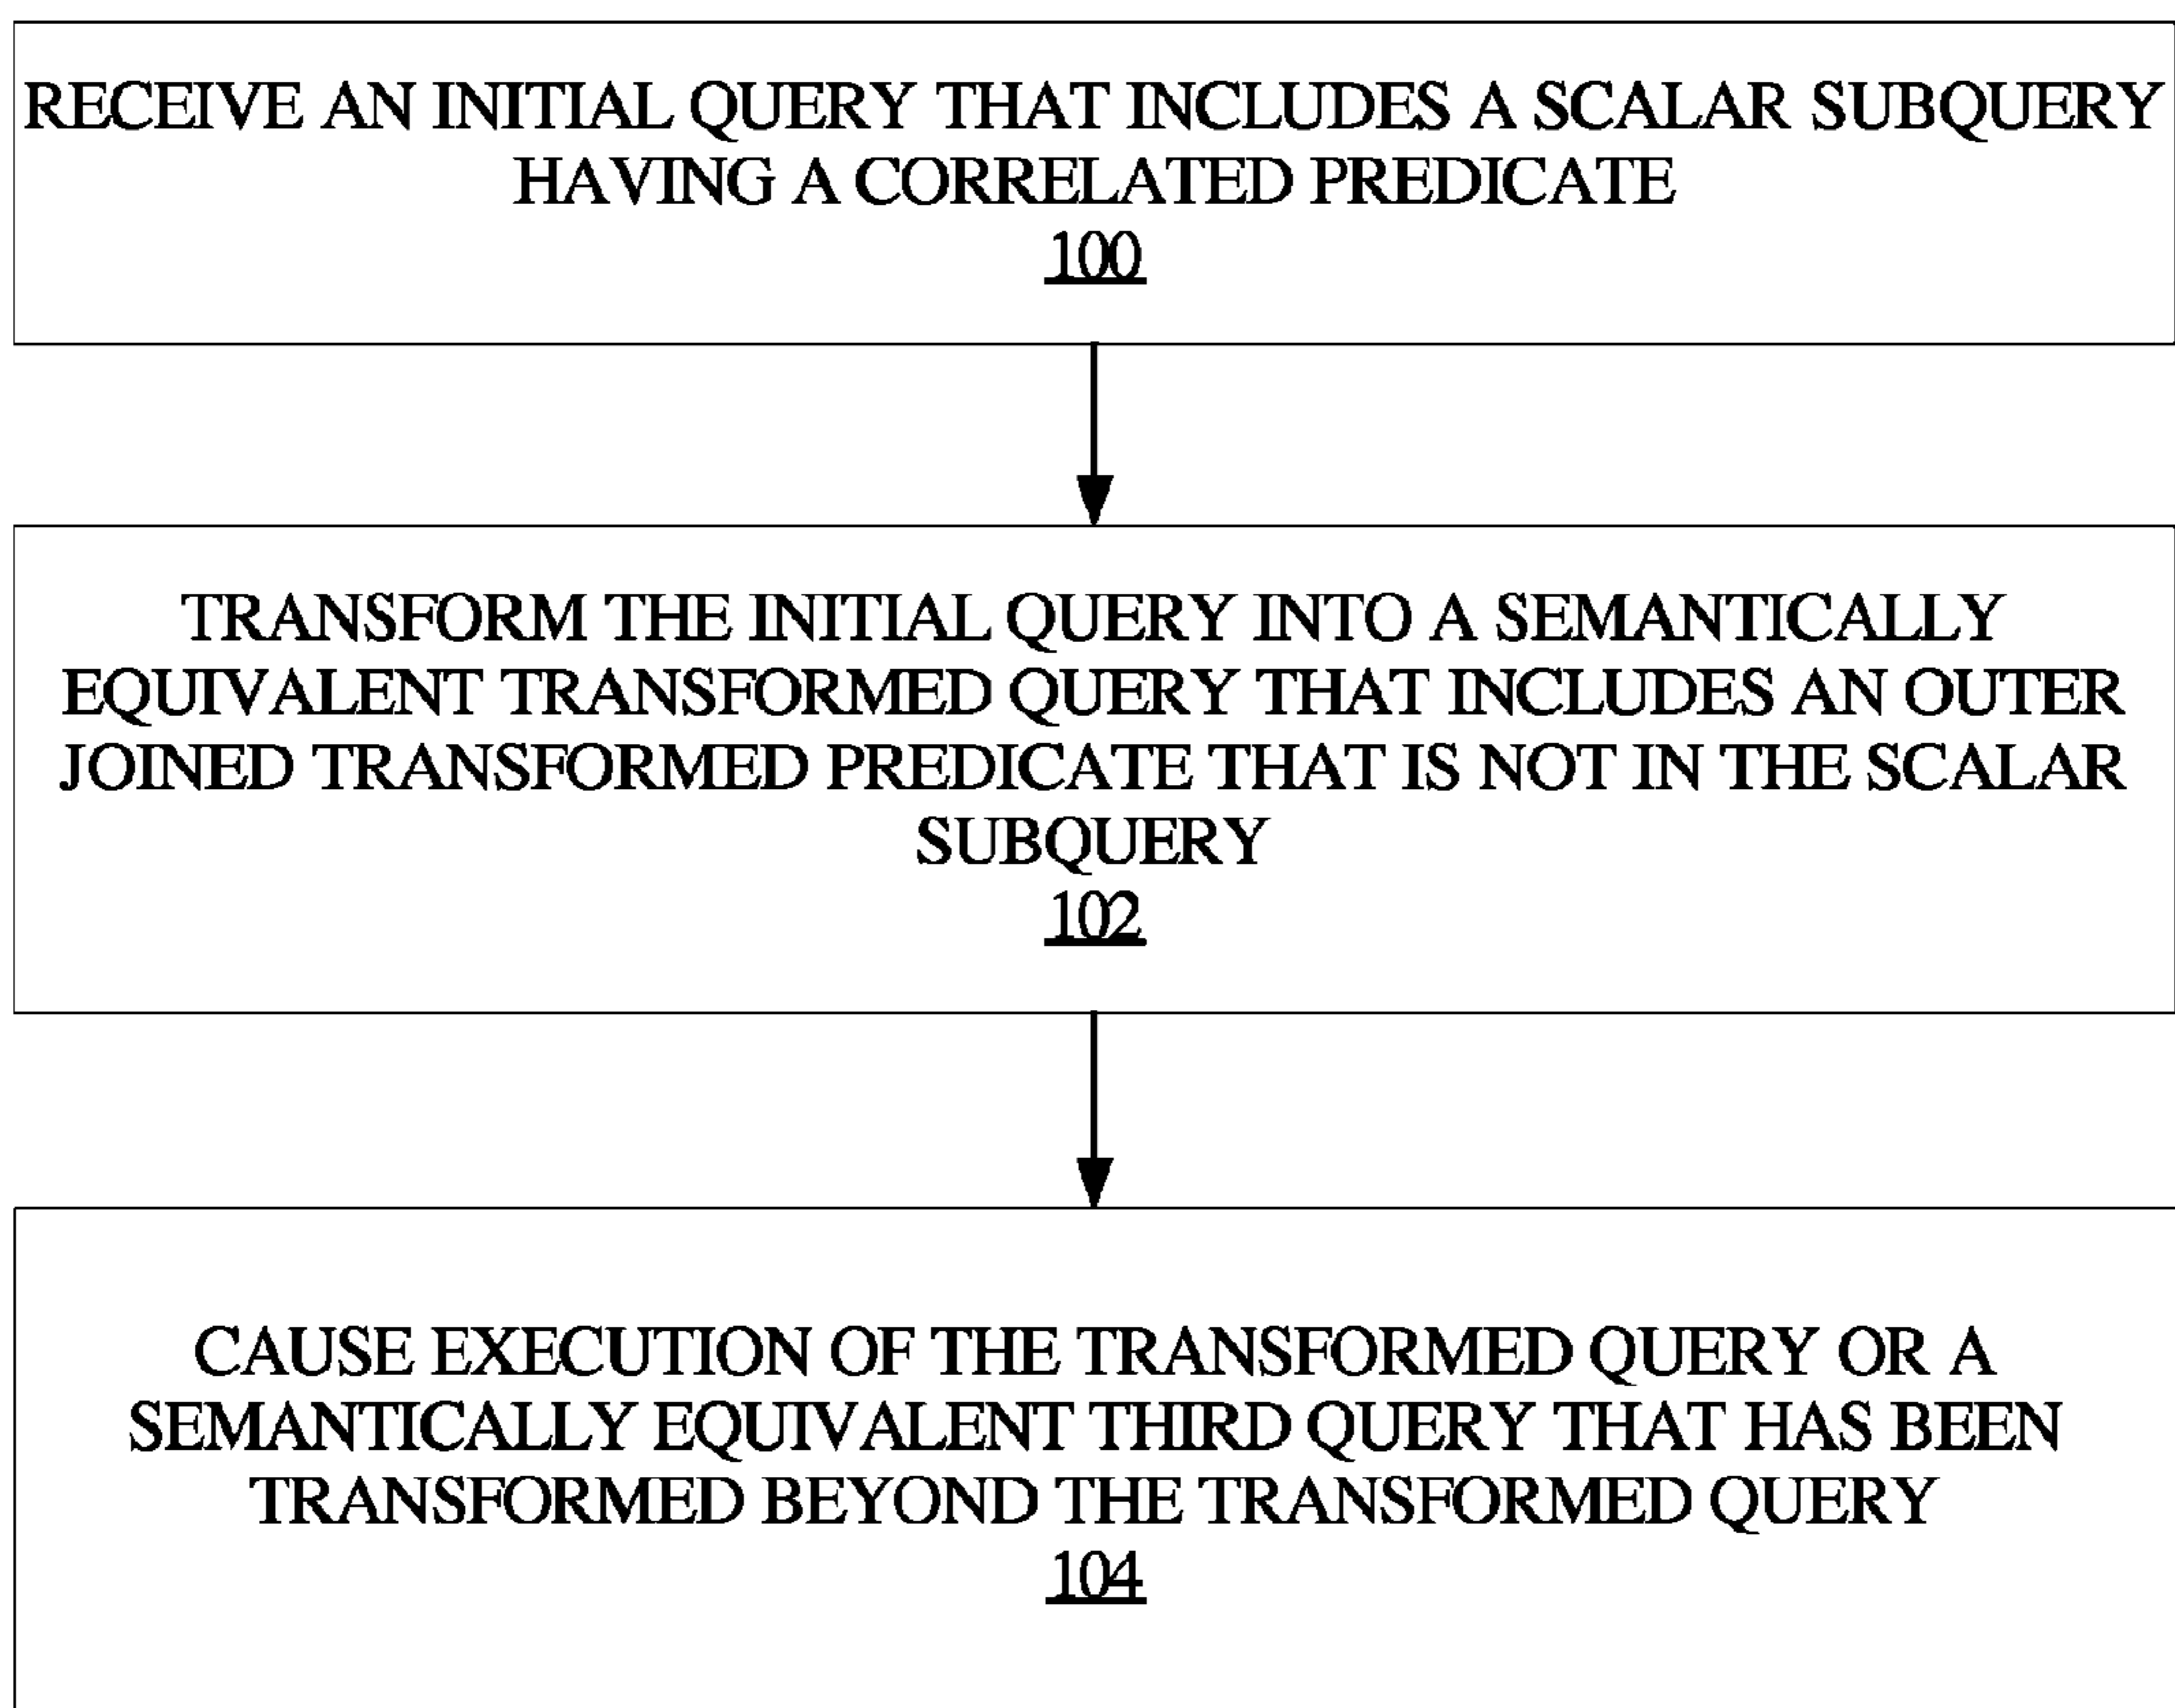 RECEIVE AN INITIAL QUERY THAT INCLUDES A SCALAR SUBQUERY
HAVING A CORRELATED PREDICATE
100
TRANSFORM THE INITIAL QUERY INTO A SEMANTICALLY
EQUIVALENT TRANSFORMED QUERY THAT INCLUDES AN OUTER
JOINED TRANSFORMED PREDICATE THAT IS NOT IN THE SCALAR
SUBQUERY
102
CAUSE EXECUTION OF THE TRANSFORMED QUERY OR A
SEMANTICALLY EQUIVALENT THIRD QUERY THAT HAS BEEN
TRANSFORMED BEYOND THE TRANSFORMED QUERY
104